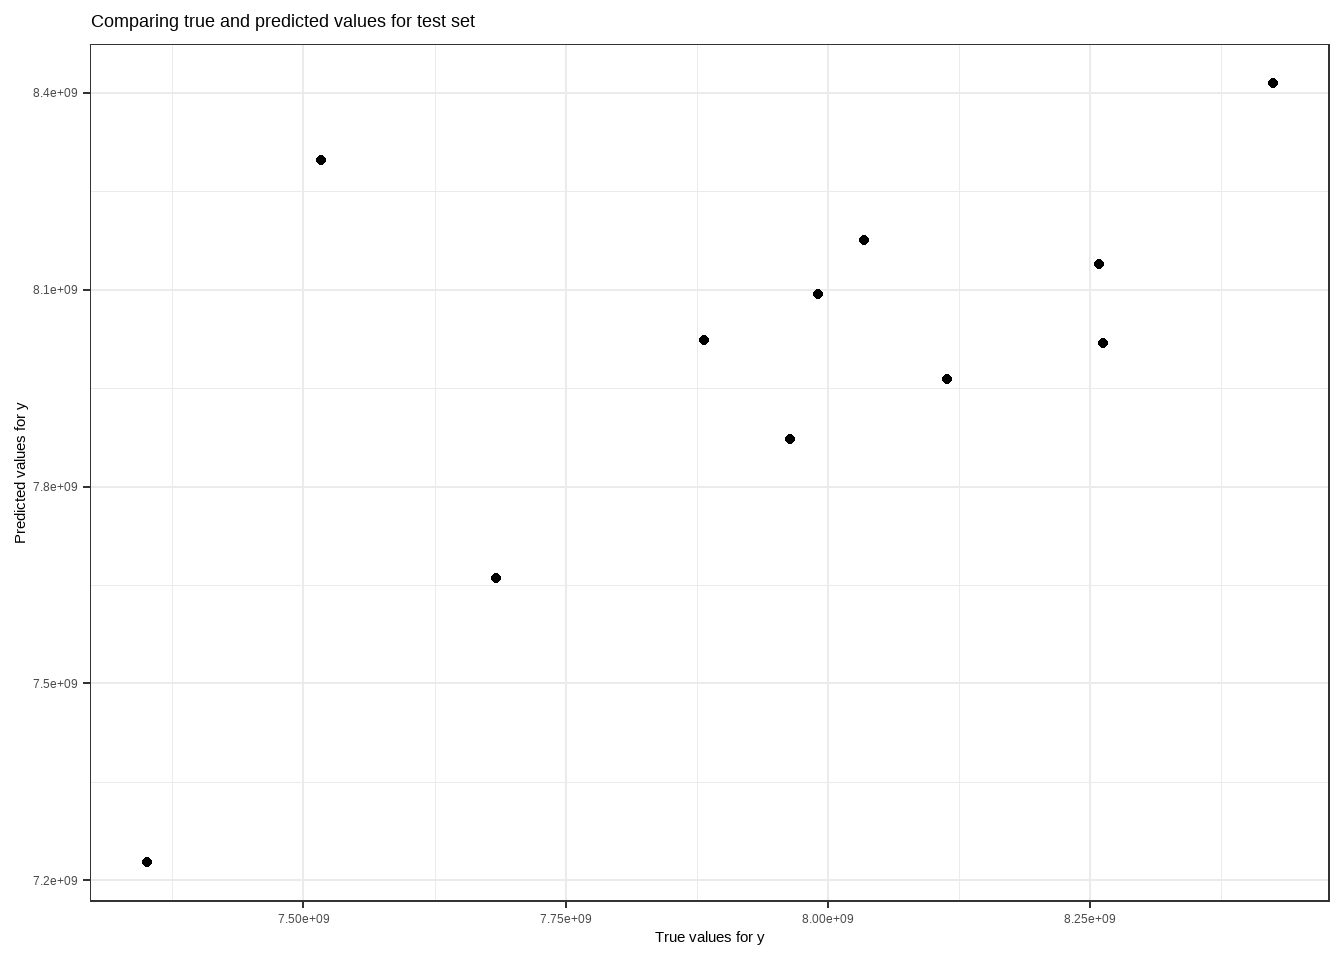 Comparing true and predicted values for test set
8.4e+09
8.1e+09
7.8e+09
7.5e+09
7.2e+09
Predicted values for y
7.50e+09 7.75e+09 8.00e+09 8.25e+09
True values for y